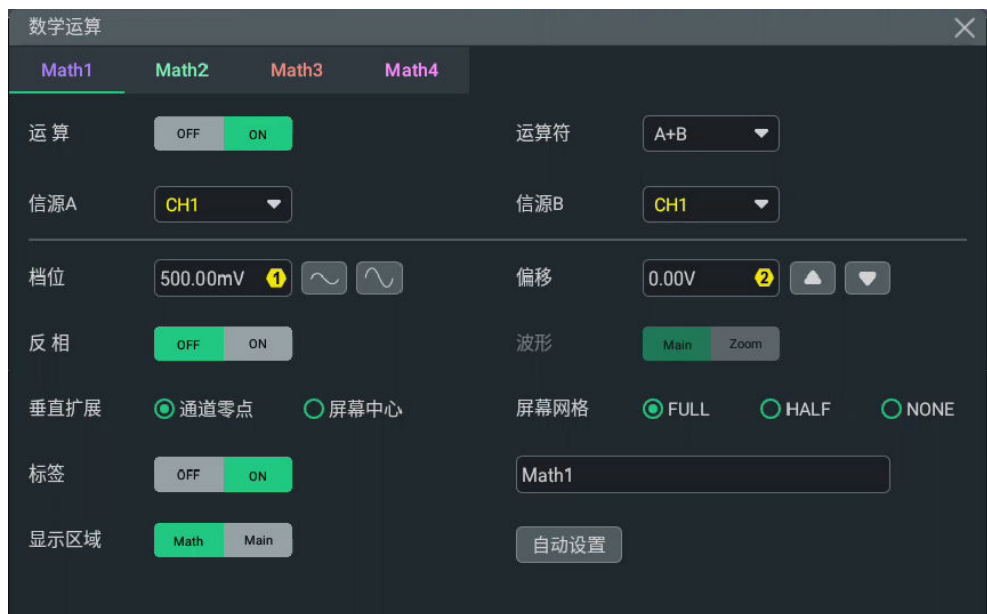 数学运算
Math1 Math2 Math3 Math4
运算 OFF ON 运算符 A+B
信源A CH1 信源B CH1
档位 500.00mV 1 偏移 0.00V 2
反相 OFF ON 波形 Main Zoom
垂直扩展 通道零点 屏幕中心 屏幕网格 FULL HALF NONE
标签 OFF ON Math1
显示区域 Math Main 自动设置